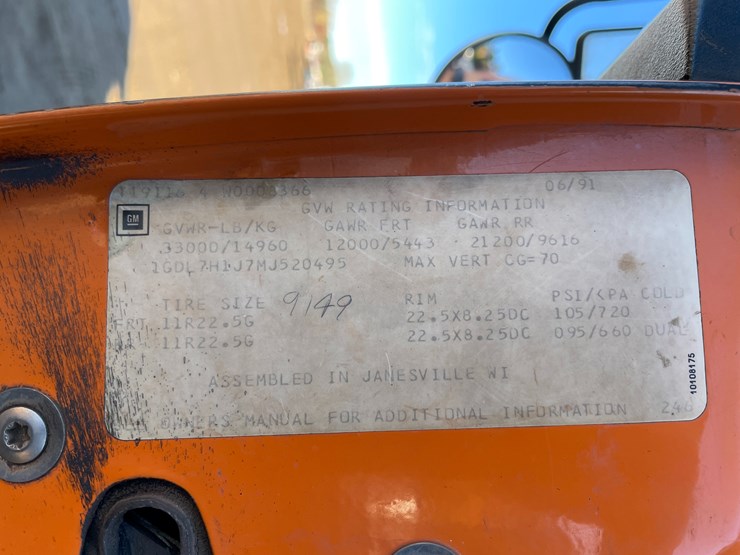 06/91
GVW RATING INFORMATION
GM
GVWR-LB/KG GAWR FRT GAWR RR
33000/14960 12000/5443 21200/9616
1GDL7H1J7MJ520495 MAX VERT CG=70
TIRE SIZE 9149 RIM PSI/KPA COLD
FRT 11R22.5G 22.5X8.25DC 105/720
11R22.5G 22.5X8.25DC 095/660 DUAL
ASSEMBLED IN JANESVILLE WI
OWNERS MANUAL FOR ADDITIONAL INFORMATION
10108175